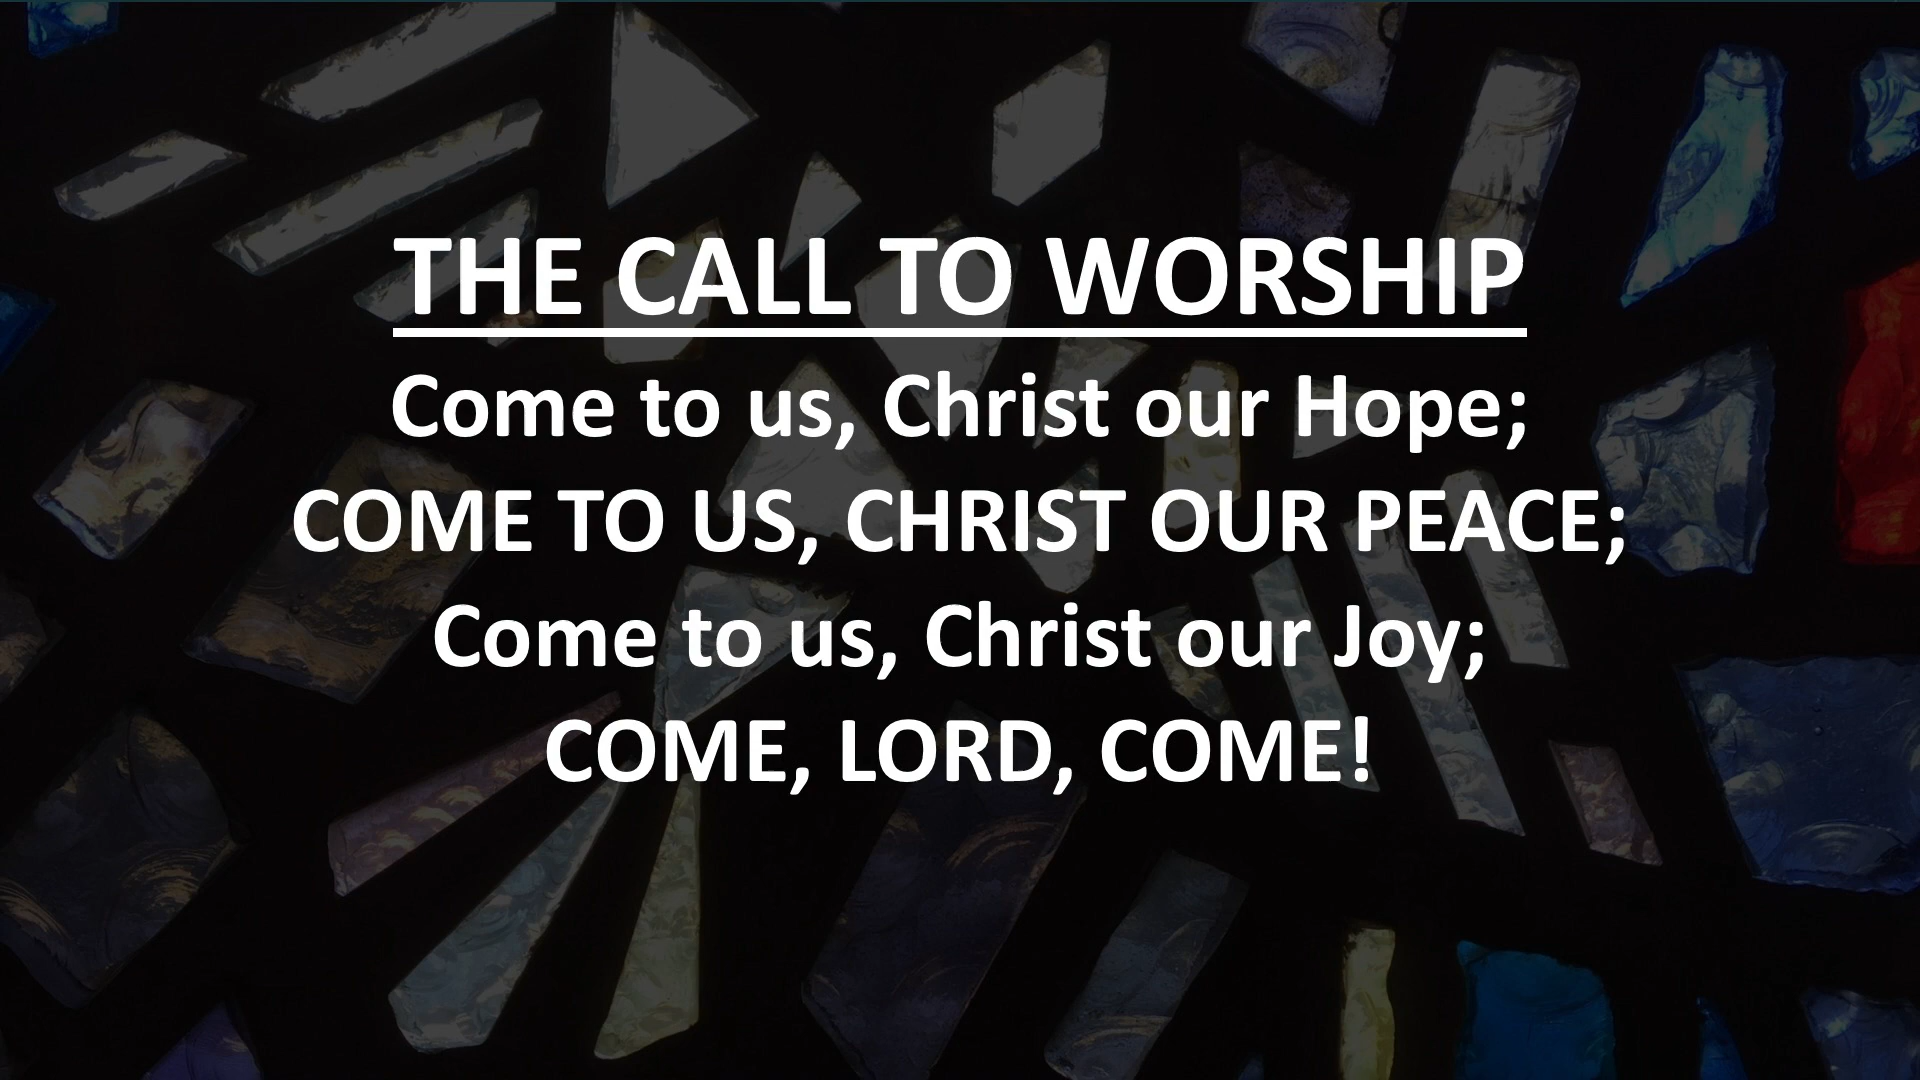 THE CALL TO WORSHIP
Come to us, Christ our Hope;
COME TO US, CHRIST OUR PEACE;
Come to us, Christ our Joy;
COME, LORD, COME!